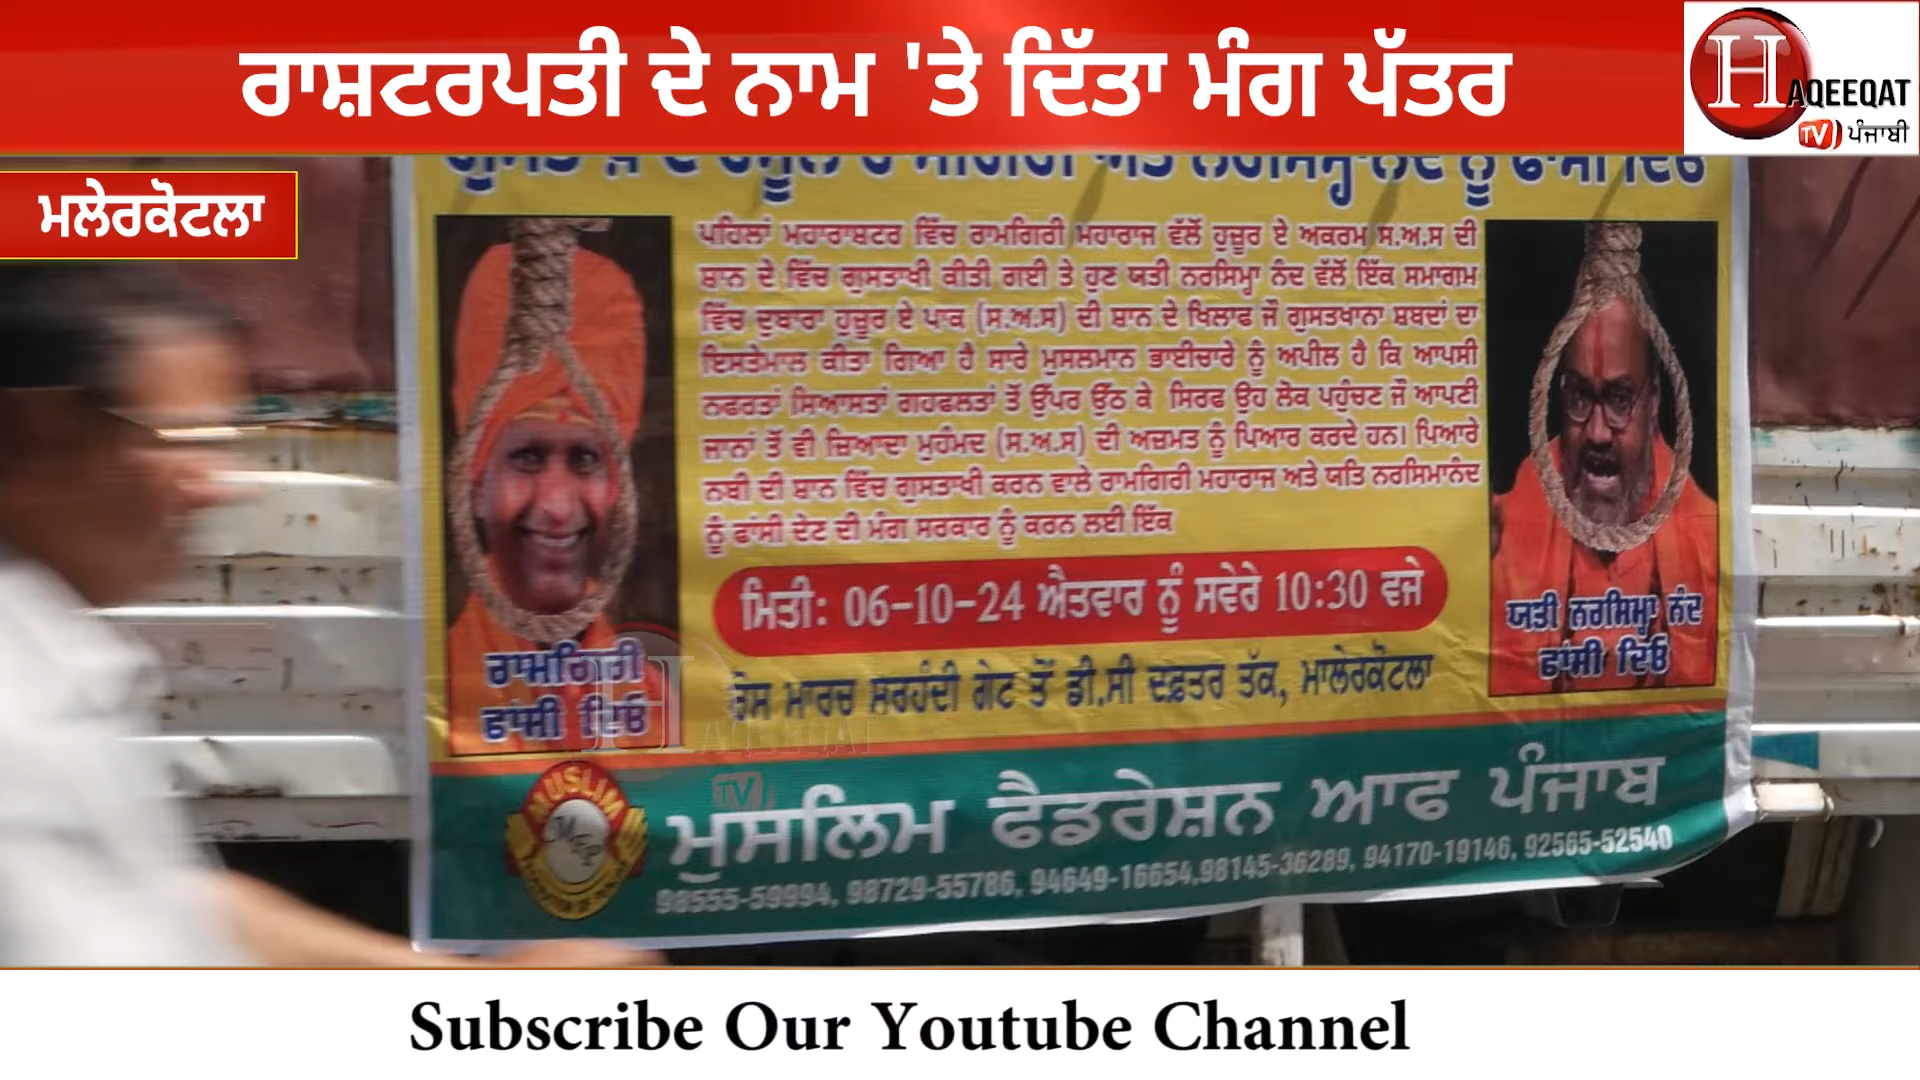 ਰਾਸ਼ਟਰਪਤੀ ਦੇ ਨਾਮ 'ਤੇ ਦਿੱਤਾ ਮੰਗ ਪੱਤਰ
HAQEEQAT
TV ਪੰਜਾਬੀ
ਮਲੇਰਕੋਟਲਾ
ਅਤੇ ਨਰਸਿਮ੍ਹਾਨੰਦ ਨੂੰ ਫਾਂਸੀ ਦਿਓ
ਪਹਿਲਾਂ ਮਹਾਰਾਸ਼ਟਰ ਵਿੱਚ ਰਾਮਗਿਰੀ ਮਹਾਰਾਜ ਵੱਲੋਂ ਹੁਜ਼ੂਰ ਏ ਅਕਰਮ ਸ.ਅ.ਸ ਦੀ
ਸ਼ਾਨ ਦੇ ਵਿੱਚ ਗੁਸਤਾਖੀ ਕੀਤੀ ਗਈ ਤੇ ਹੁਣ ਯਤੀ ਨਰਸਿਮ੍ਹਾ ਨੰਦ ਵੱਲੋਂ ਇੱਕ ਸਮਾਗਮ
ਵਿੱਚ ਦੁਬਾਰਾ ਹੁਜ਼ੂਰ ਏ ਪਾਕ (ਸ.ਅ.ਸ) ਦੀ ਸ਼ਾਨ ਦੇ ਖਿਲਾਫ ਜੋ ਗੁਸਤਖਾਨਾ ਸ਼ਬਦਾਂ ਦਾ
ਇਸਤੇਮਾਲ ਕੀਤਾ ਗਿਆ ਹੈ ਸਾਰੇ ਮੁਸਲਮਾਨ ਭਾਈਚਾਰੇ ਨੂੰ ਅਪੀਲ ਹੈ ਕਿ ਆਪਸੀ
ਨਫਰਤਾਂ ਸਿਆਸਤਾਂ ਗਹਫਲਤਾਂ ਤੋਂ ਉੱਪਰ ਉੱਠ ਕੇ ਸਿਰਫ ਉਹ ਲੋਕ ਪਹੁੰਚਣ ਜੋ ਆਪਣੀ
ਜਾਨਾਂ ਤੋਂ ਵੀ ਜ਼ਿਆਦਾ ਮੁਹੰਮਦ (ਸ.ਅ.ਸ) ਦੀ ਅਜ਼ਮਤ ਨੂੰ ਪਿਆਰ ਕਰਦੇ ਹਨ। ਪਿਆਰੇ
ਨਬੀ ਦੀ ਸ਼ਾਨ ਵਿੱਚ ਗੁਸਤਾਖੀ ਕਰਨ ਵਾਲੇ ਰਾਮਗਿਰੀ ਮਹਾਰਾਜ ਅਤੇ ਯਤਿ ਨਰਸਿਮਾਨੰਦ
ਨੂੰ ਫਾਂਸੀ ਦੇਣ ਦੀ ਮੰਗ ਸਰਕਾਰ ਨੂੰ ਕਰਨ ਲਈ ਇੱਕ
ਮਿਤੀ: 06-10-24 ਐਤਵਾਰ ਨੂੰ ਸਵੇਰੇ 10:30 ਵਜੇ
ਰੋਸ ਮਾਰਚ ਸਰਹੰਦੀ ਗੇਟ ਤੋਂ ਡੀ.ਸੀ ਦਫ਼ਤਰ ਤੱਕ, ਮਾਲੇਰਕੋਟਲਾ
ਰਾਮਗਿਰੀ
ਫਾਂਸੀ ਦਿਓ
ਯਤੀ ਨਰਸਿਮ੍ਹਾ ਨੰਦ
ਫਾਂਸੀ ਦਿਓ
MUSLIM
ਮੁਸਲਿਮ ਫੈਡਰੇਸ਼ਨ ਆਫ ਪੰਜਾਬ
98555-59994, 98729-55786, 94649-16654,98145-36289, 94170-19146, 92565-52540
Subscribe Our Youtube Channel